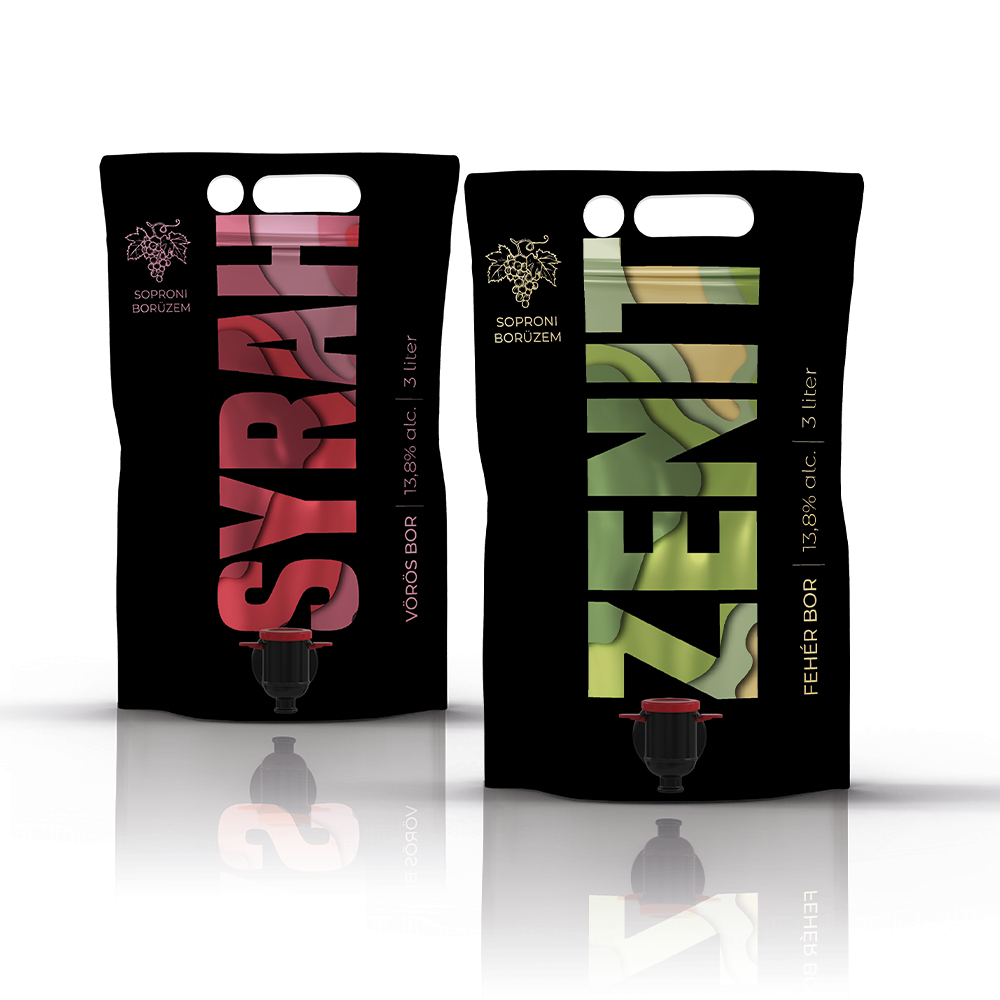 SOPRONI
BORÜZEM
SYRAH
VÖRÖS BOR | 13,8% alc. | 3 liter
SOPRONI
BORÜZEM
ZENIT
FEHÉR BOR | 13,8% alc. | 3 liter